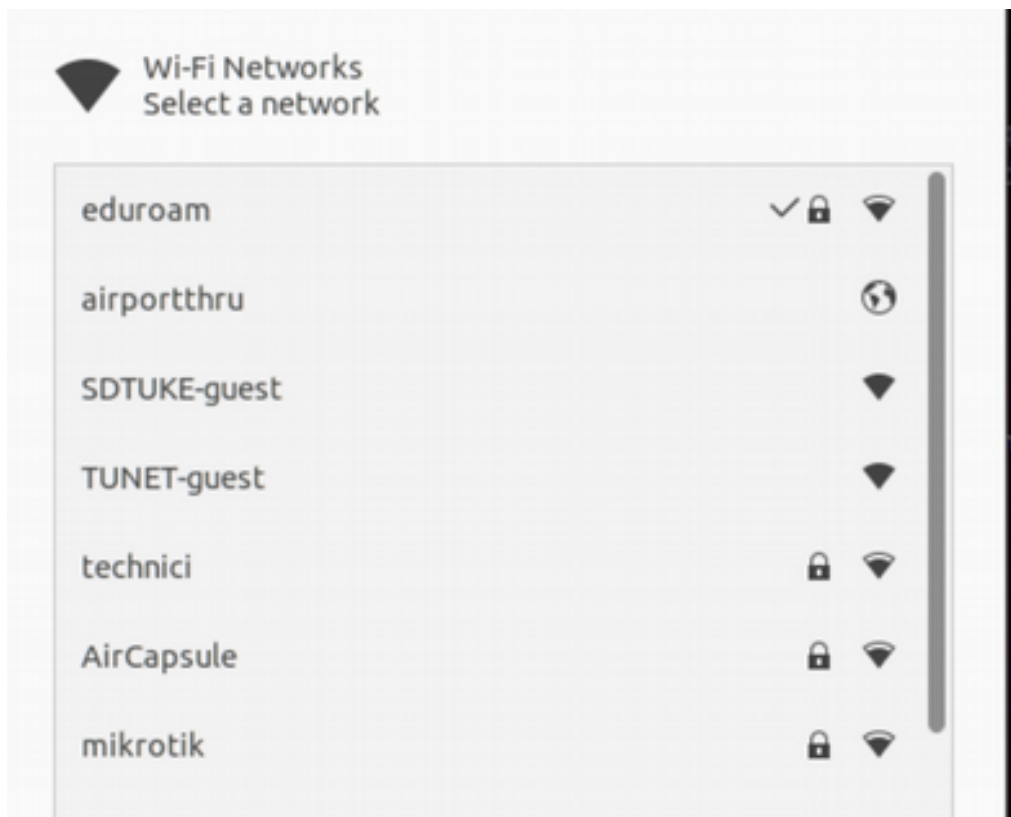 Wi-Fi Networks
Select a network
eduroam
airportthru
SDTUKE-guest
TUNET-guest
technici
AirCapsule
mikrotik